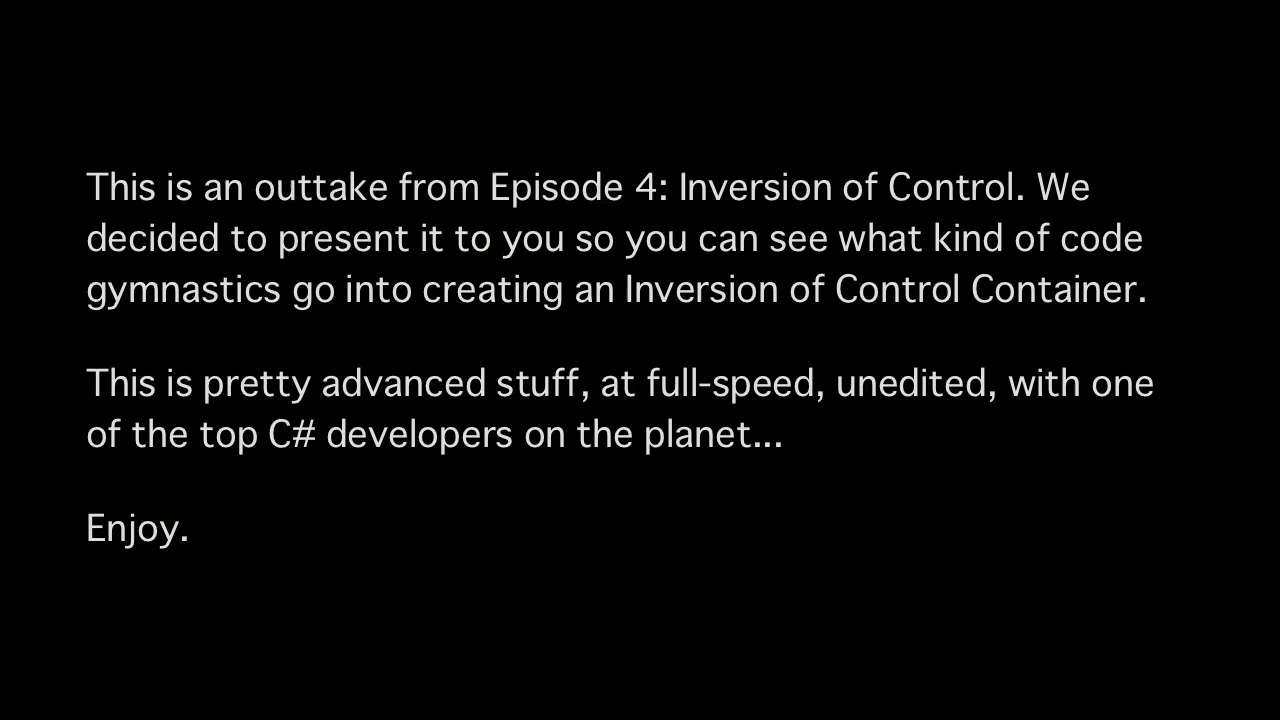 This is an outtake from Episode 4: Inversion of Control. We
decided to present it to you so you can see what kind of code
gymnastics go into creating an Inversion of Control Container.
This is pretty advanced stuff, at full-speed, unedited, with one
of the top C# developers on the planet...
Enjoy.